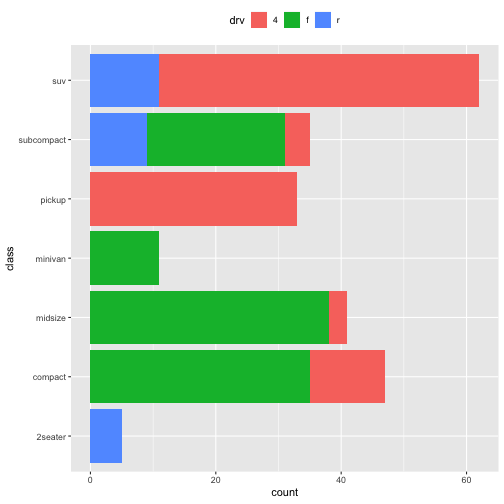 drv 4 f r
suv
subcompact
pickup
minivan
midsize
compact
2seater
class
0 20 40 60
count